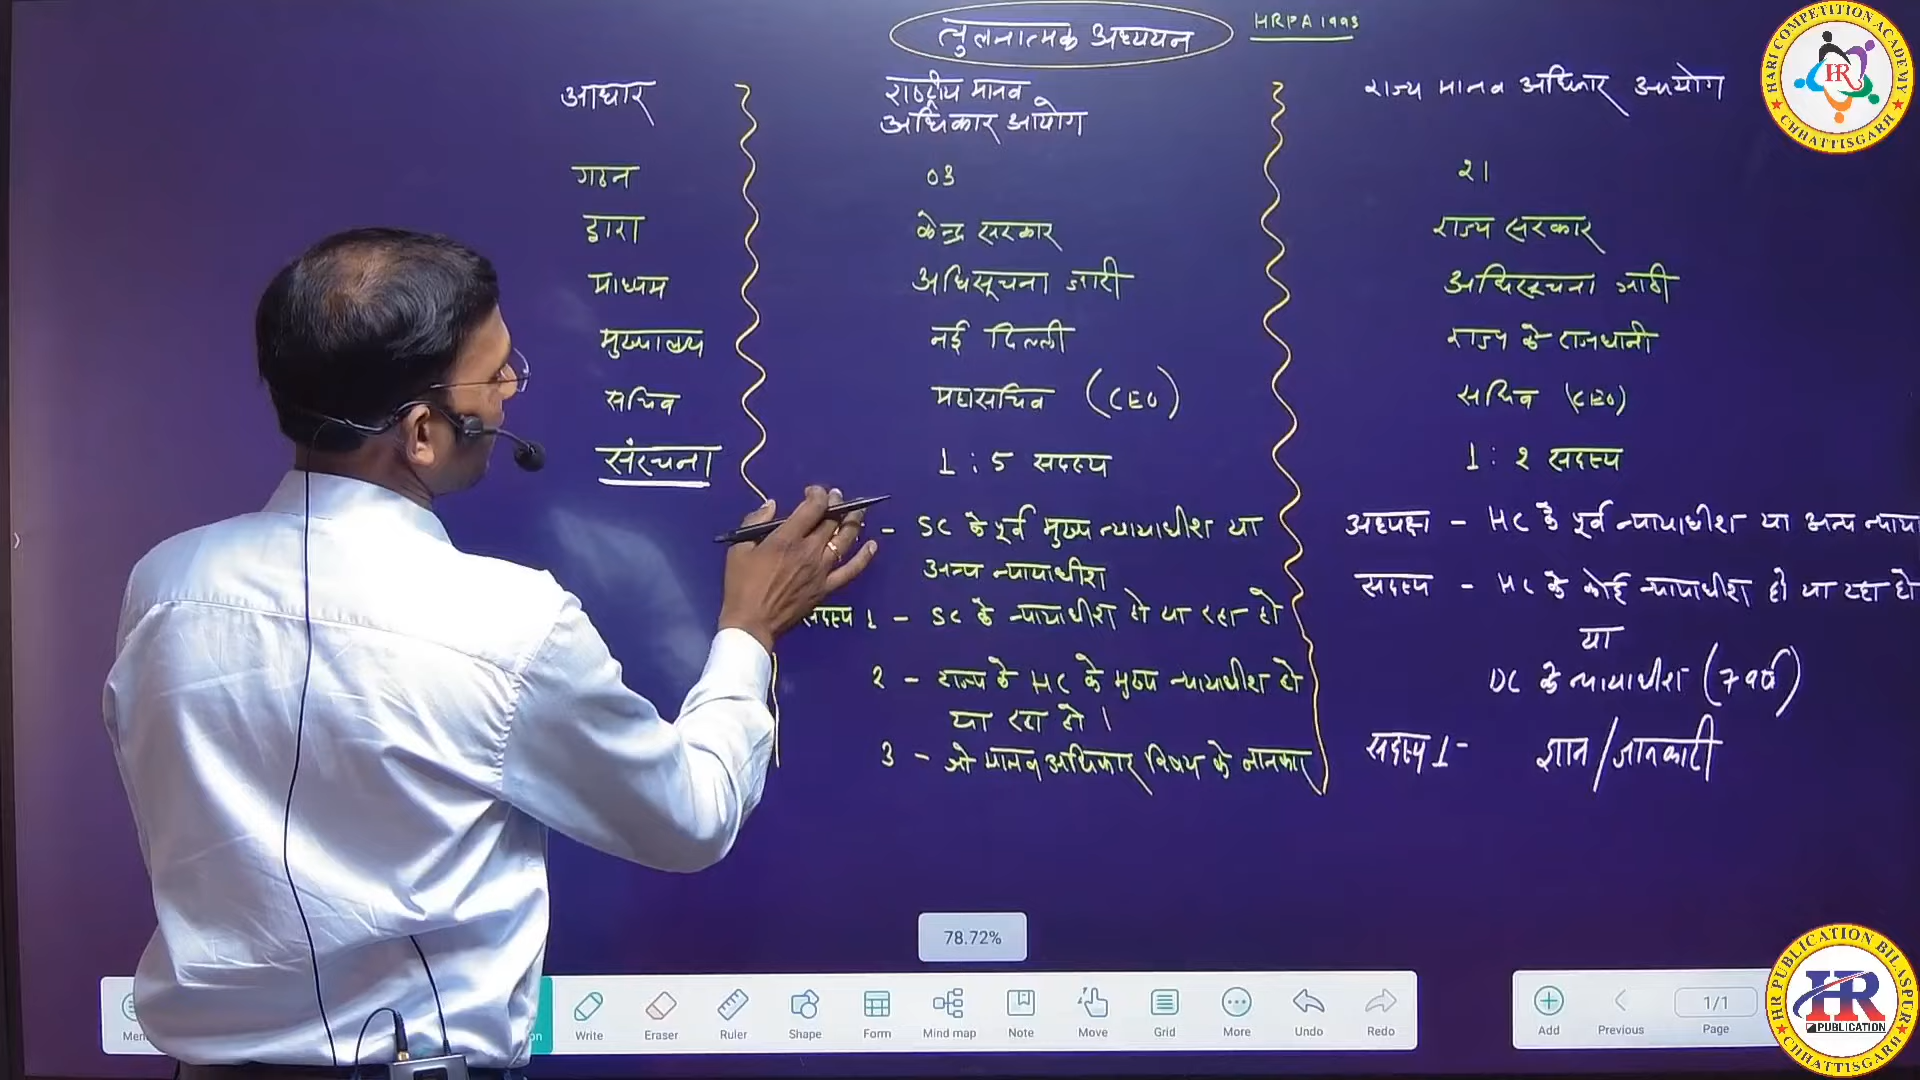 तुलनात्मक अध्ययन
HRPA 1993
आधार
राष्ट्रीय मानव
अधिकार आयोग
राज्य मानव अधिकार आयोग
गठन
03
21
द्वारा
केन्द्र सरकार
राज्य सरकार
माध्यम
अधिसूचना जारी
अधिसूचना जारी
मुख्यालय
नई दिल्ली
राज्य के राजधानी
सचिव
महासचिव (CEO)
सचिव (CEO)
संरचना
1 : 5 सदस्य
1 : 2 सदस्य
- SC के पूर्व मुख्य न्यायाधीश या
अन्य न्यायाधीश
अध्यक्ष - HC के पूर्व न्यायाधीश या अन्य न्याया
सदस्य 1 - SC के न्यायाधीश हो या रहा हो
सदस्य - HC के कोई न्यायाधीश हो या रहा हो
या
2 - राज्य के HC के मुख्य न्यायाधीश हो
या रहा हो।
DC के न्यायाधीश (7 वर्ष)
3 - जो मानव अधिकार विषय के जानकार
सदस्य 1- ज्ञान/जानकारी
78.72%
Men
on
Write
Eraser
Ruler
Shape
Form
Mind map
Note
Move
Grid
More
Undo
Redo
Add
Previous
1/1
Page
HARI COMPETITION ACADEMY
HR
CHHATTISGARH
HR PUBLICATION BILASPUR
HR
PUBLICATION
CHHATTISGARH